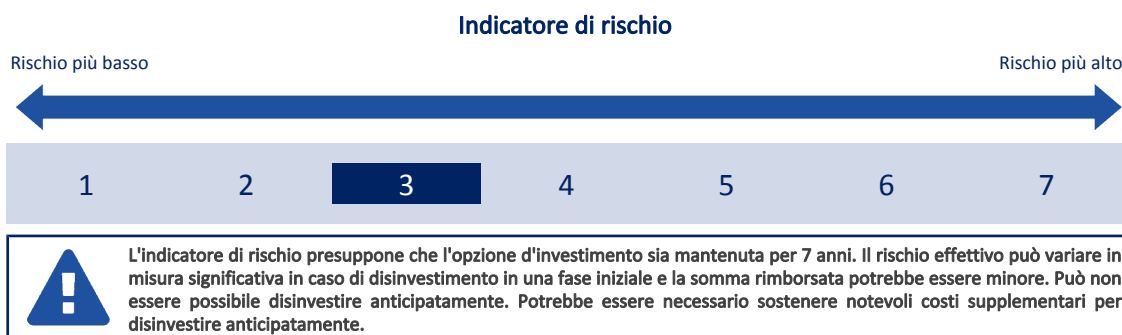 Indicatore di rischio
Rischio più basso
Rischio più alto
1 2 3 4 5 6 7
L'indicatore di rischio presuppone che l'opzione d'investimento sia mantenuta per 7 anni. Il rischio effettivo può variare in
misura significativa in caso di disinvestimento in una fase iniziale e la somma rimborsata potrebbe essere minore. Può non
essere possibile disinvestire anticipatamente. Potrebbe essere necessario sostenere notevoli costi supplementari per
disinvestire anticipatamente.